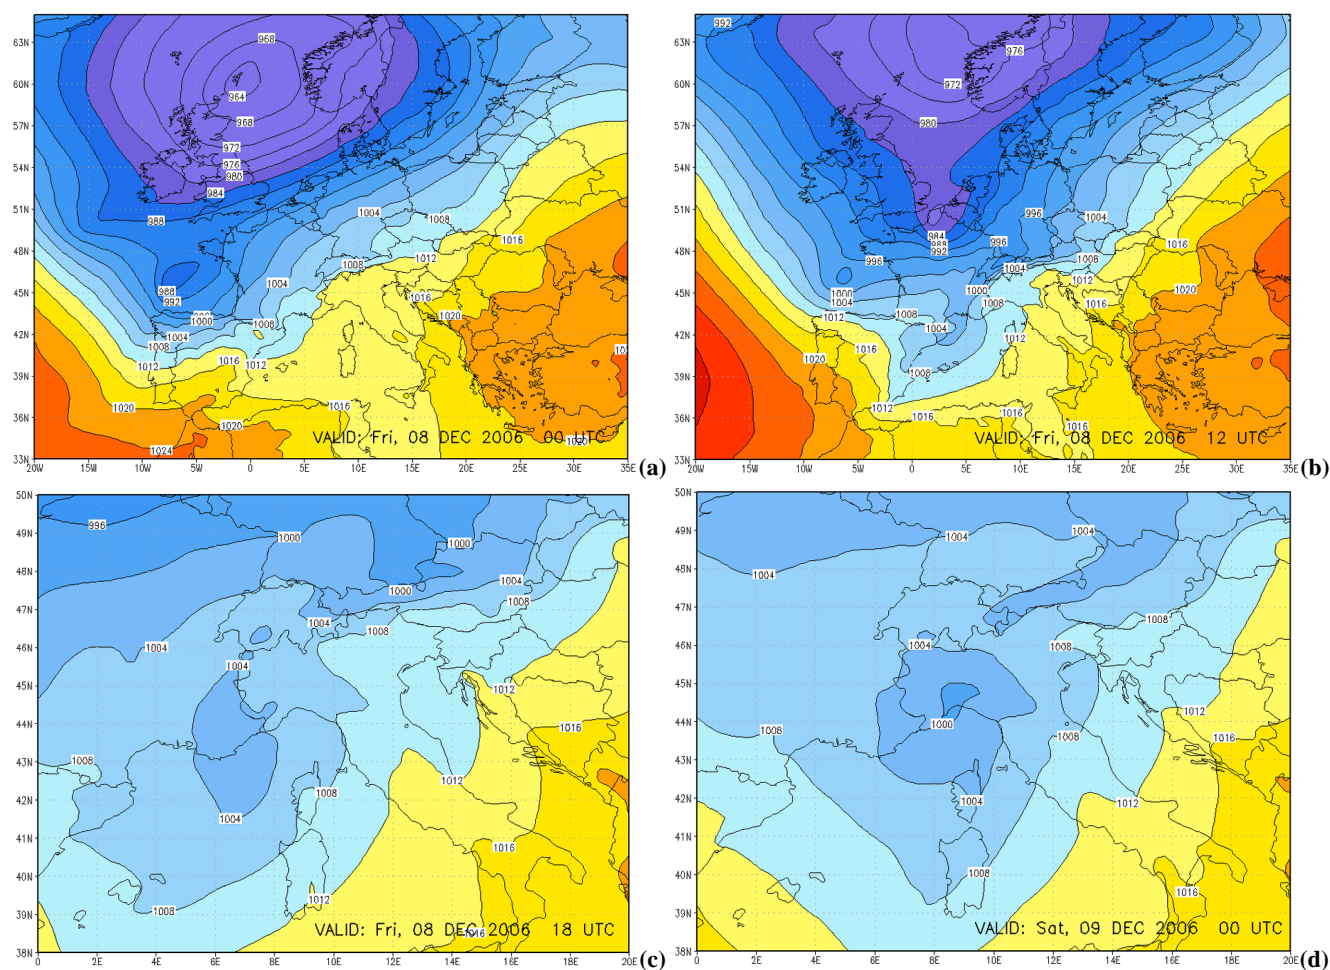 63N
968
60N
964
57N
968
972
54N
976
980
984
51N
1004
988
1008
1016
48N
1012
1008
1004
988
45N
1016
992
1020
1000
1008
42N
1004
1008
1016
1012
1012
39N
1020
1016
36N
1020
VALID: Fri, 08 DEC 2006 00 UTC
1020
1024
33N
20W 15W 10W 5W 0 5E 10E 15E 20E 25E 30E 35E
(a)
992
63N
976
60N
972
57N
980
54N
51N
996
1004
984
988
992
996
1016
48N
996
1008
1004
1012
1000
1020
45N
1000
1004
1008
1016
1012
1008
1004
42N
1012
1016
1020
1008
39N
1012
1016
1016
36N
1016
VALID: Fri, 08 DEC 2006 12 UTC
33N
20W 15W 10W 5W 0 5E 10E 15E 20E 25E 30E 35E
(b)
50N
996
49N
1000
1000
48N
1004
1000
1008
47N
1004
1008
46N
1004
1004
45N
1012
44N
1016
43N
1008
1012
42N
1008
1004
41N
1016
40N
1012
39N
1008
VALID: Fri, 08 DEC 2006 18 UTC
1016
38N
0 2E 4E 6E 8E 10E 12E 14E 16E 18E 20E
(c)
50N
49N
1004
1004
48N
1004
47N
1008
46N
1004
1008
45N
1012
44N
1000
1008
1008
1016
43N
42N
1004
1012
41N
40N
1008
1016
39N
VALID: Sat, 09 DEC 2006 00 UTC
38N
0 2E 4E 6E 8E 10E 12E 14E 16E 18E 20E
(d)